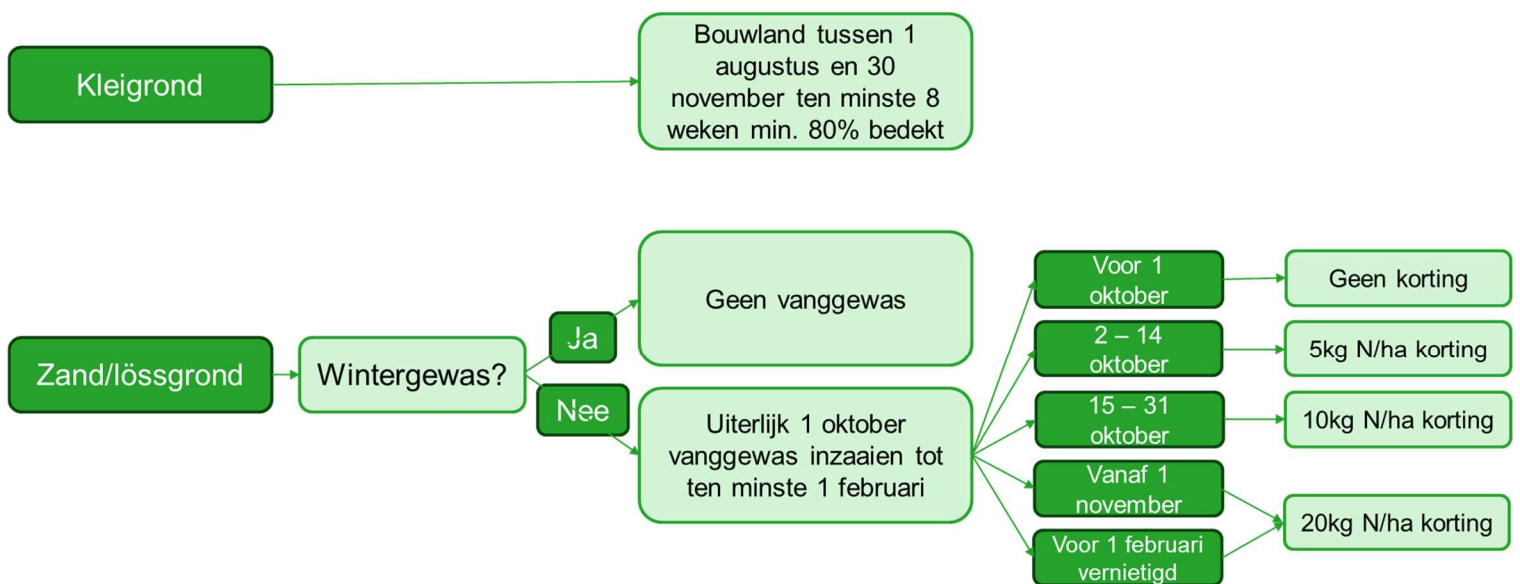 Kleigrond
Bouwland tussen 1
augustus en 30
november ten minste 8
weken min. 80% bedekt
Zand/lössgrond
Wintergewas?
Ja
Nee
Geen vanggewas
Uiterlijk 1 oktober
vanggewas inzaaien tot
ten minste 1 februari
Voor 1
oktober
Geen korting
2 – 14
oktober
5kg N/ha korting
15 – 31
oktober
10kg N/ha korting
Vanaf 1
november
Voor 1 februari
vernietigd
20kg N/ha korting